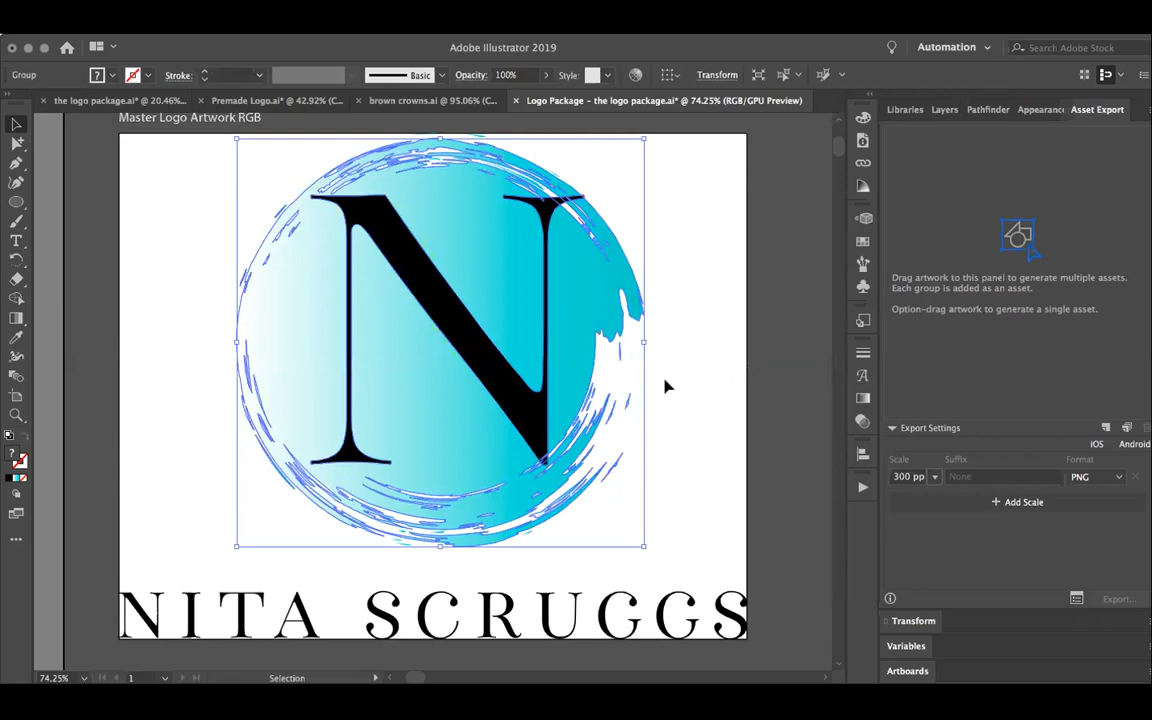 Adobe Illustrator 2019
Automation
Search Adobe Stock
Group
Stroke:
Basic
Opacity: 100%
Style:
Transform
the logo package.ai* @ 20.46%...
Premade Logo.ai* @ 42.92% (C...
brown crowns.ai @ 95.06% (C...
Logo Package - the logo package.ai* @ 74.25% (RGB/GPU Preview)
Libraries
Layers
Pathfinder
Appearanc
Asset Export
Master Logo Artwork RGB
N
NITA SCRUGGS
Drag artwork to this panel to generate multiple assets.
Each group is added as an asset.
Option-drag artwork to generate a single asset.
Export Settings
iOS
Android
Scale
Suffix
Format
300 pp
None
PNG
+ Add Scale
Export...
Transform
Variables
Artboards
74.25%
1
Selection